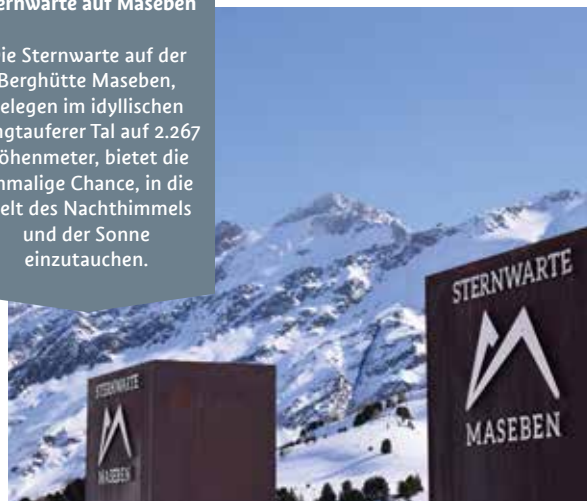 ernwarte auf Maseben
ie Sternwarte auf der
Berghütte Maseben,
elegen im idyllischen
ngtauferer Tal auf 2.267
öhenmeter, bietet die
nmalige Chance, in die
elt des Nachthimmels
und der Sonne
einzutauchen.
STERNWARTE
MASEBEN
STERNWARTE
MASEBEN